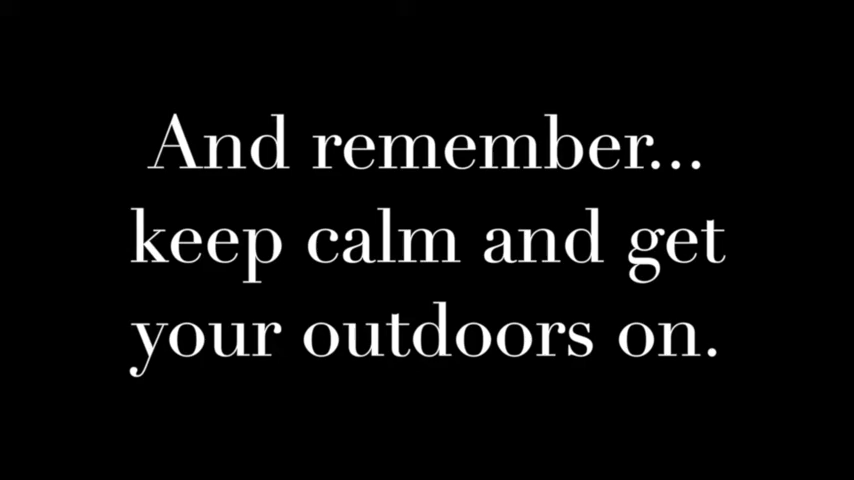 And remember...
keep calm and get
your outdoors on.